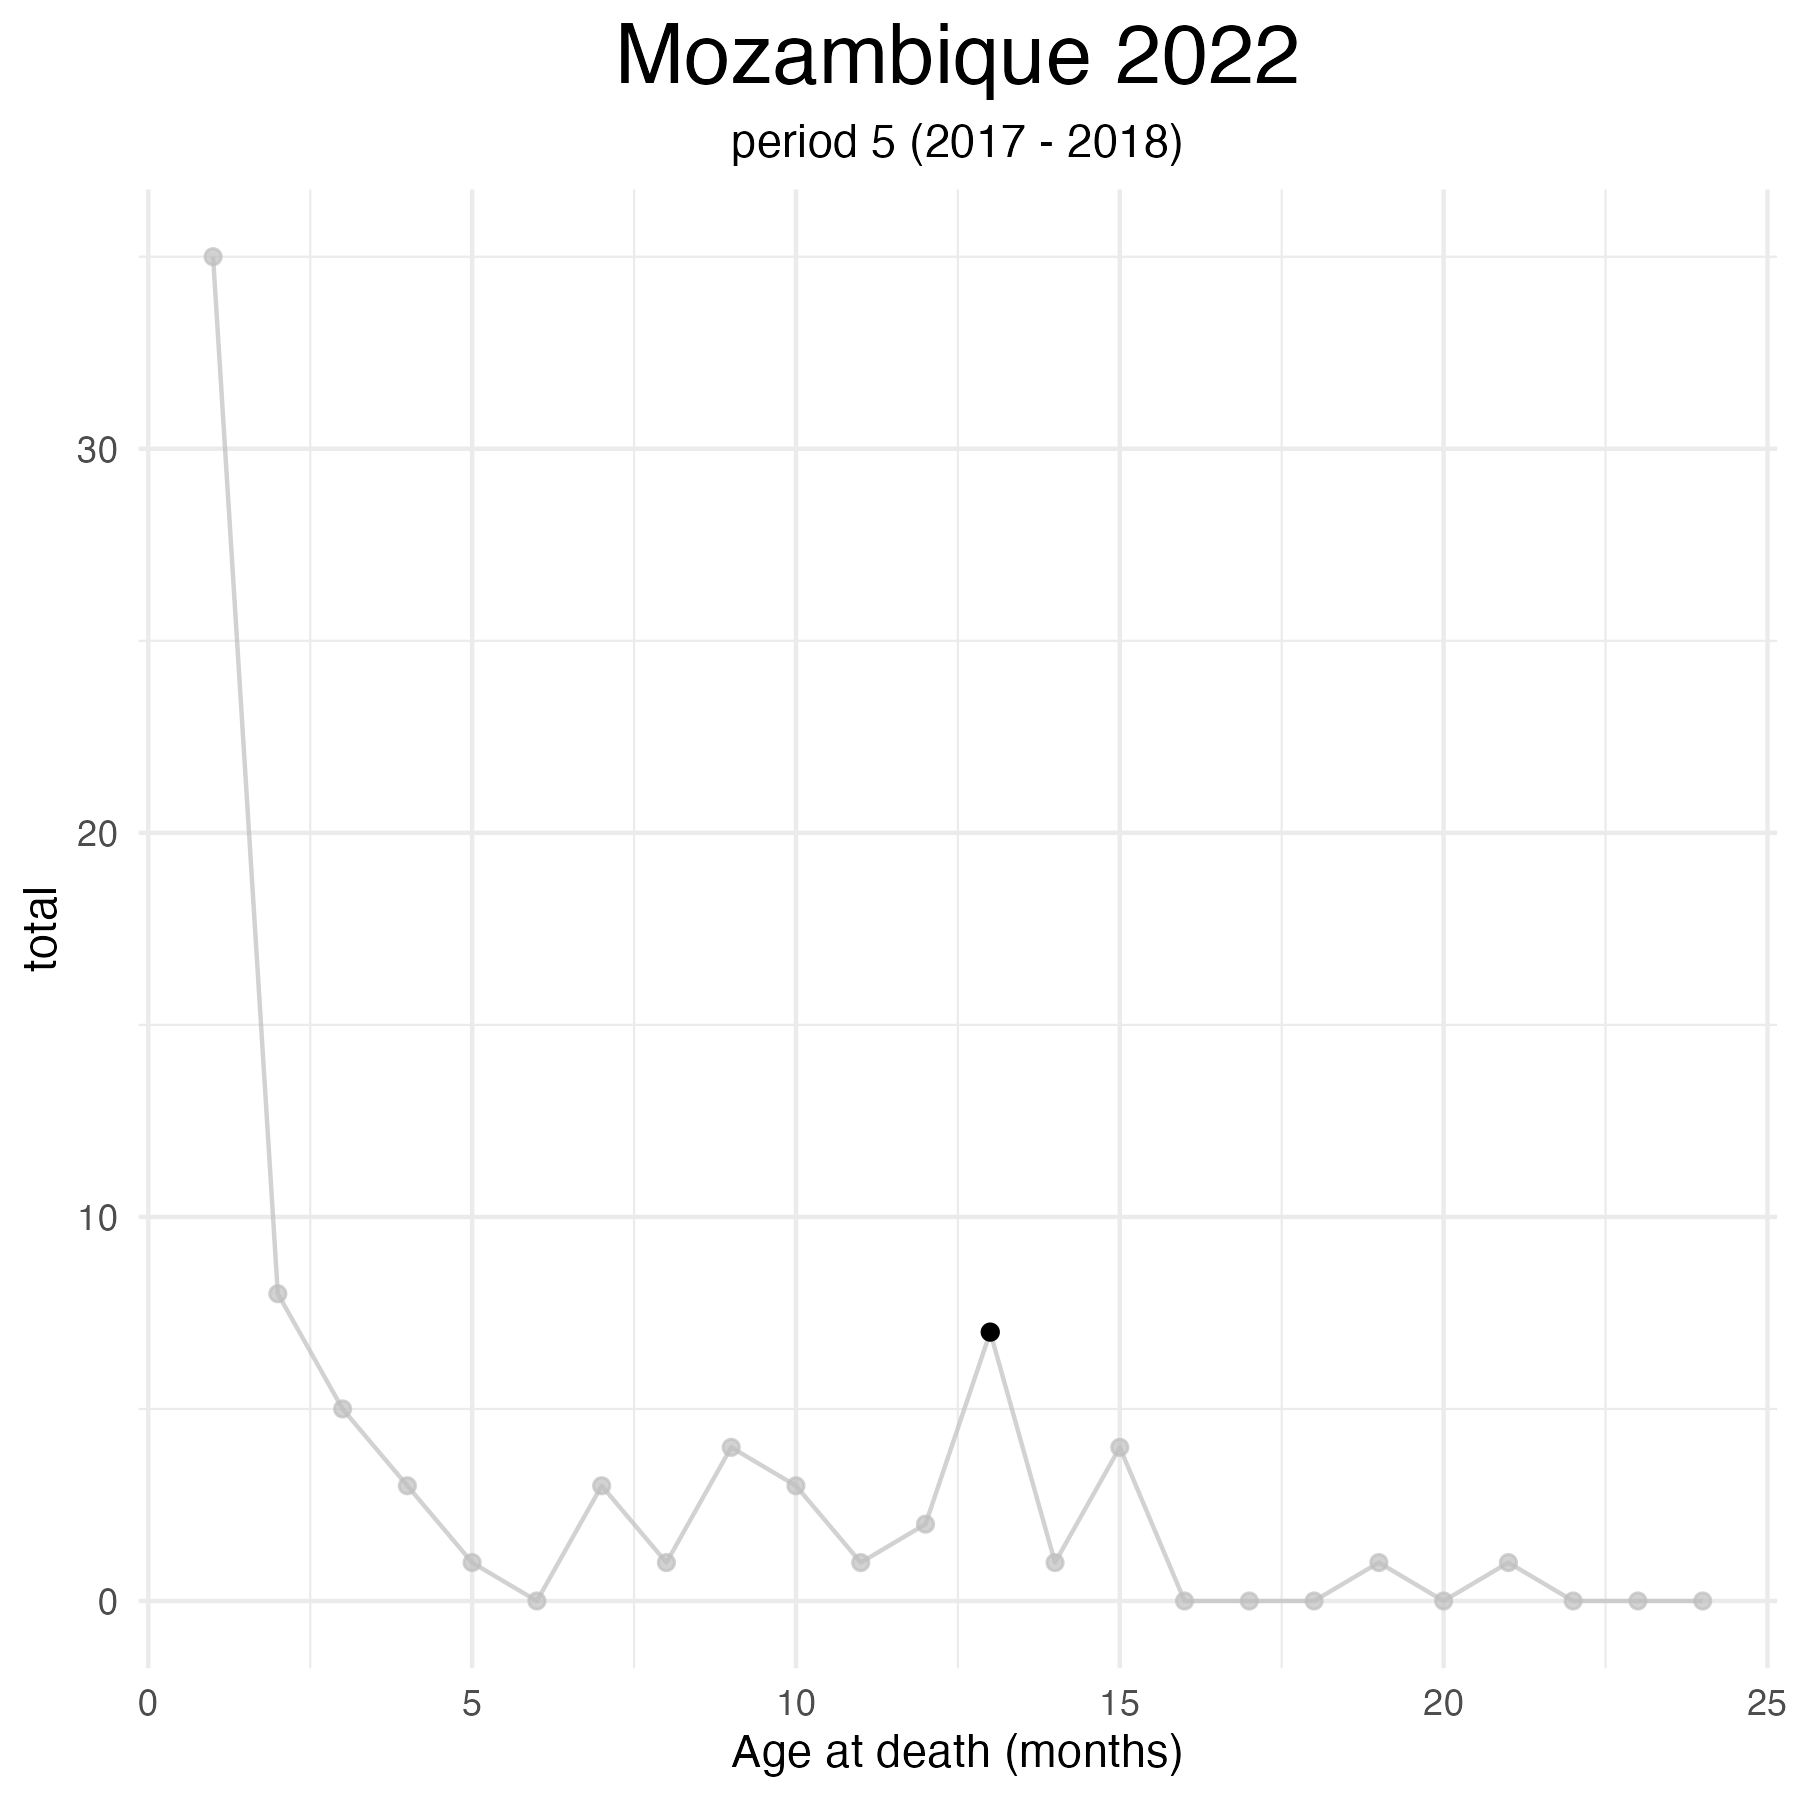 Mozambique 2022
period 5 (2017 - 2018)
total
30
20
10
0
0 5 10 15 20 25
Age at death (months)